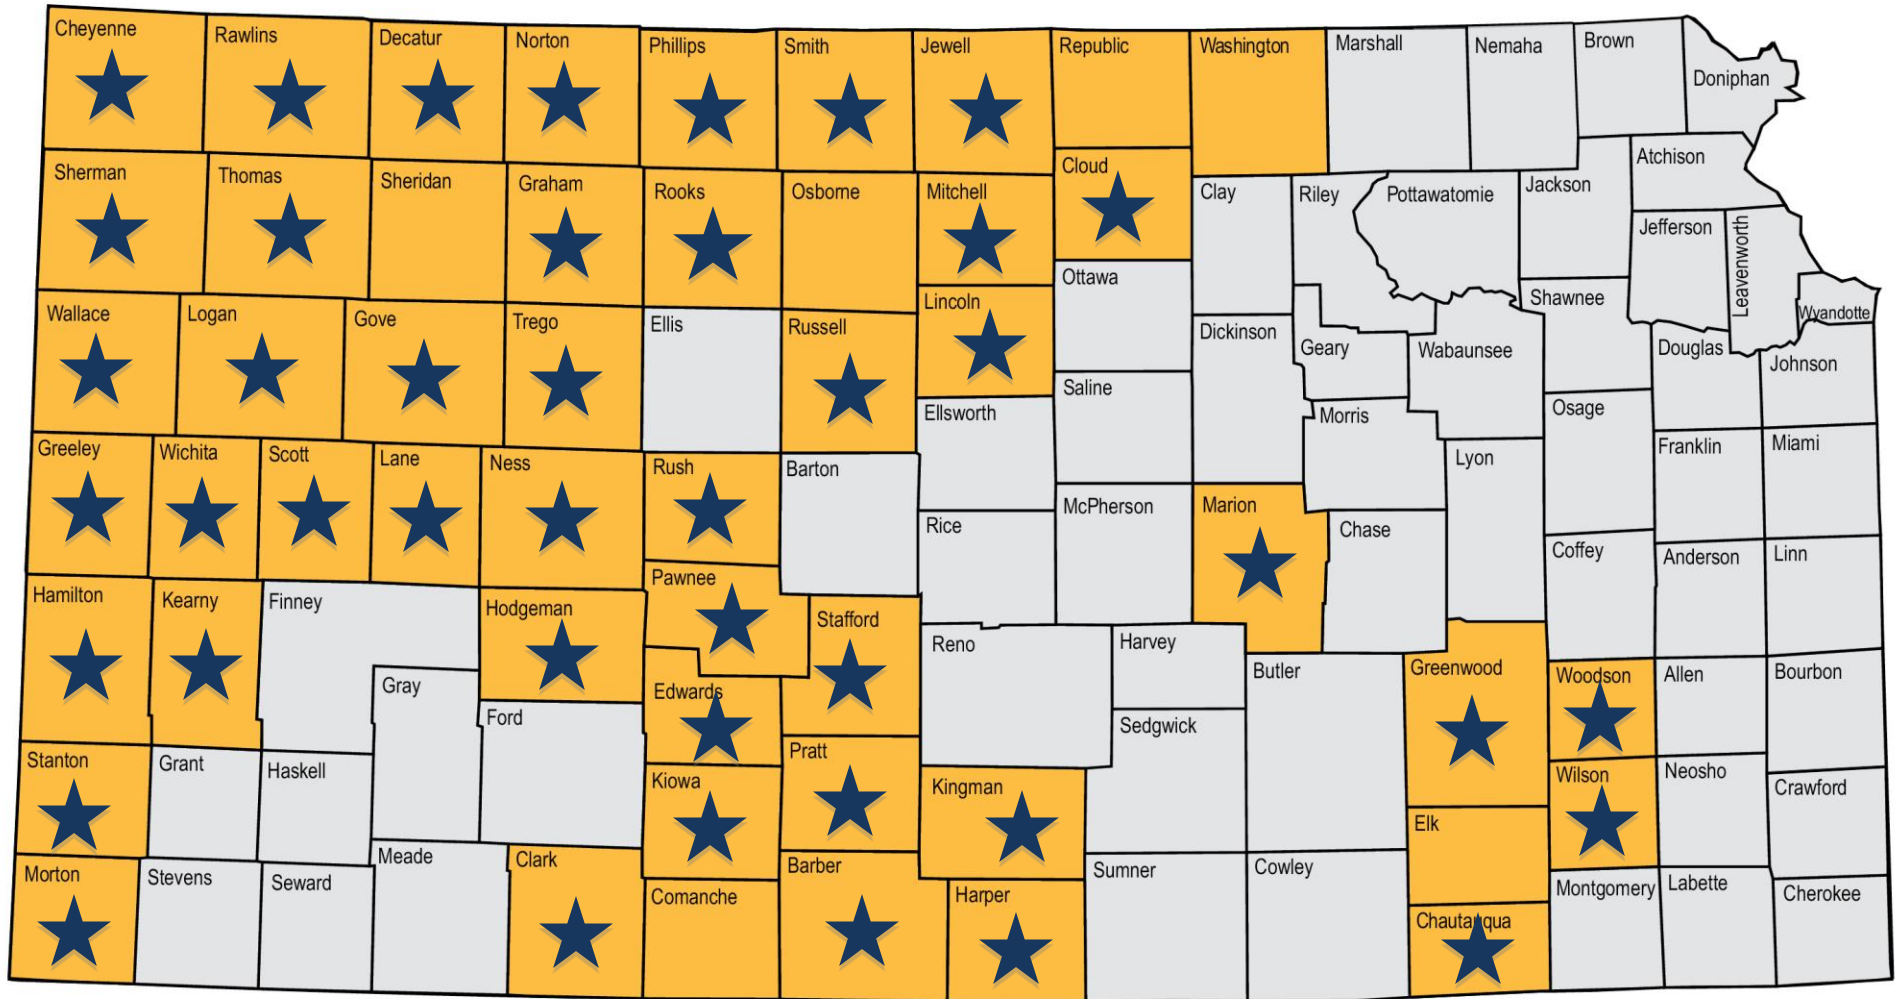 Cheyenne
Rawlins
Decatur
Norton
Phillips
Smith
Jewell
Republic
Washington
Marshall
Nemaha
Brown
Doniphan
Sherman
Thomas
Sheridan
Graham
Rooks
Osborne
Mitchell
Cloud
Clay
Riley
Pottawatomie
Jackson
Atchison
Jefferson
Leavenworth
Wyandotte
Wallace
Logan
Gove
Trego
Ellis
Russell
Lincoln
Ottawa
Dickinson
Geary
Wabaunsee
Shawnee
Douglas
Johnson
Greeley
Wichita
Scott
Lane
Ness
Rush
Barton
Ellsworth
Saline
Morris
Lyon
Osage
Franklin
Miami
Hamilton
Kearny
Finney
Hodgeman
Pawnee
Stafford
Rice
McPherson
Marion
Chase
Coffey
Anderson
Linn
Gray
Ford
Edwards
Reno
Harvey
Butler
Greenwood
Woodson
Allen
Bourbon
Stanton
Grant
Haskell
Kiowa
Pratt
Kingman
Sedgwick
Elk
Wilson
Neosho
Crawford
Morton
Stevens
Seward
Meade
Clark
Comanche
Barber
Harper
Sumner
Cowley
Chautauqua
Montgomery
Labette
Cherokee